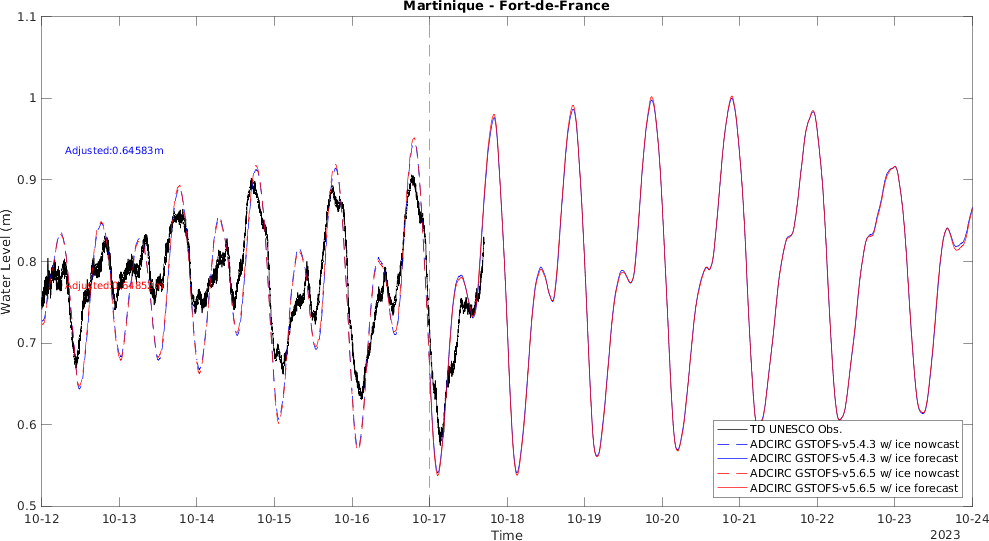 Martinique - Fort-de-France
Water Level (m)
1.1
1
0.9
0.8
0.7
0.6
0.5
Adjusted:0.64583m
TD UNESCO Obs.
ADCIRC GSTOFS-v5.4.3 w/ ice nowcast
ADCIRC GSTOFS-v5.4.3 w/ ice forecast
ADCIRC GSTOFS-v5.6.5 w/ ice nowcast
ADCIRC GSTOFS-v5.6.5 w/ ice forecast
10-12 10-13 10-14 10-15 10-16 10-17 10-18 10-19 10-20 10-21 10-22 10-23 10-24
Time
2023